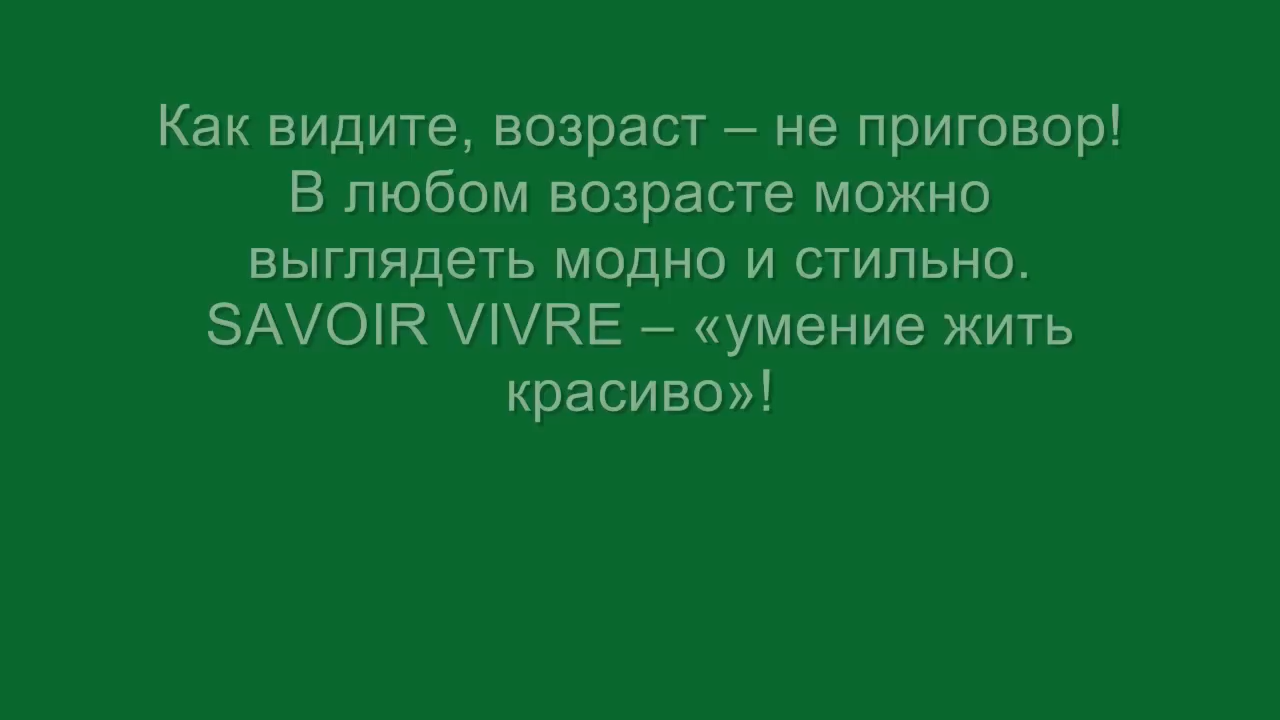 Как видите, возраст – не приговор!
В любом возрасте можно
выглядеть модно и стильно.
SAVOIR VIVRE – «умение жить
красиво»!